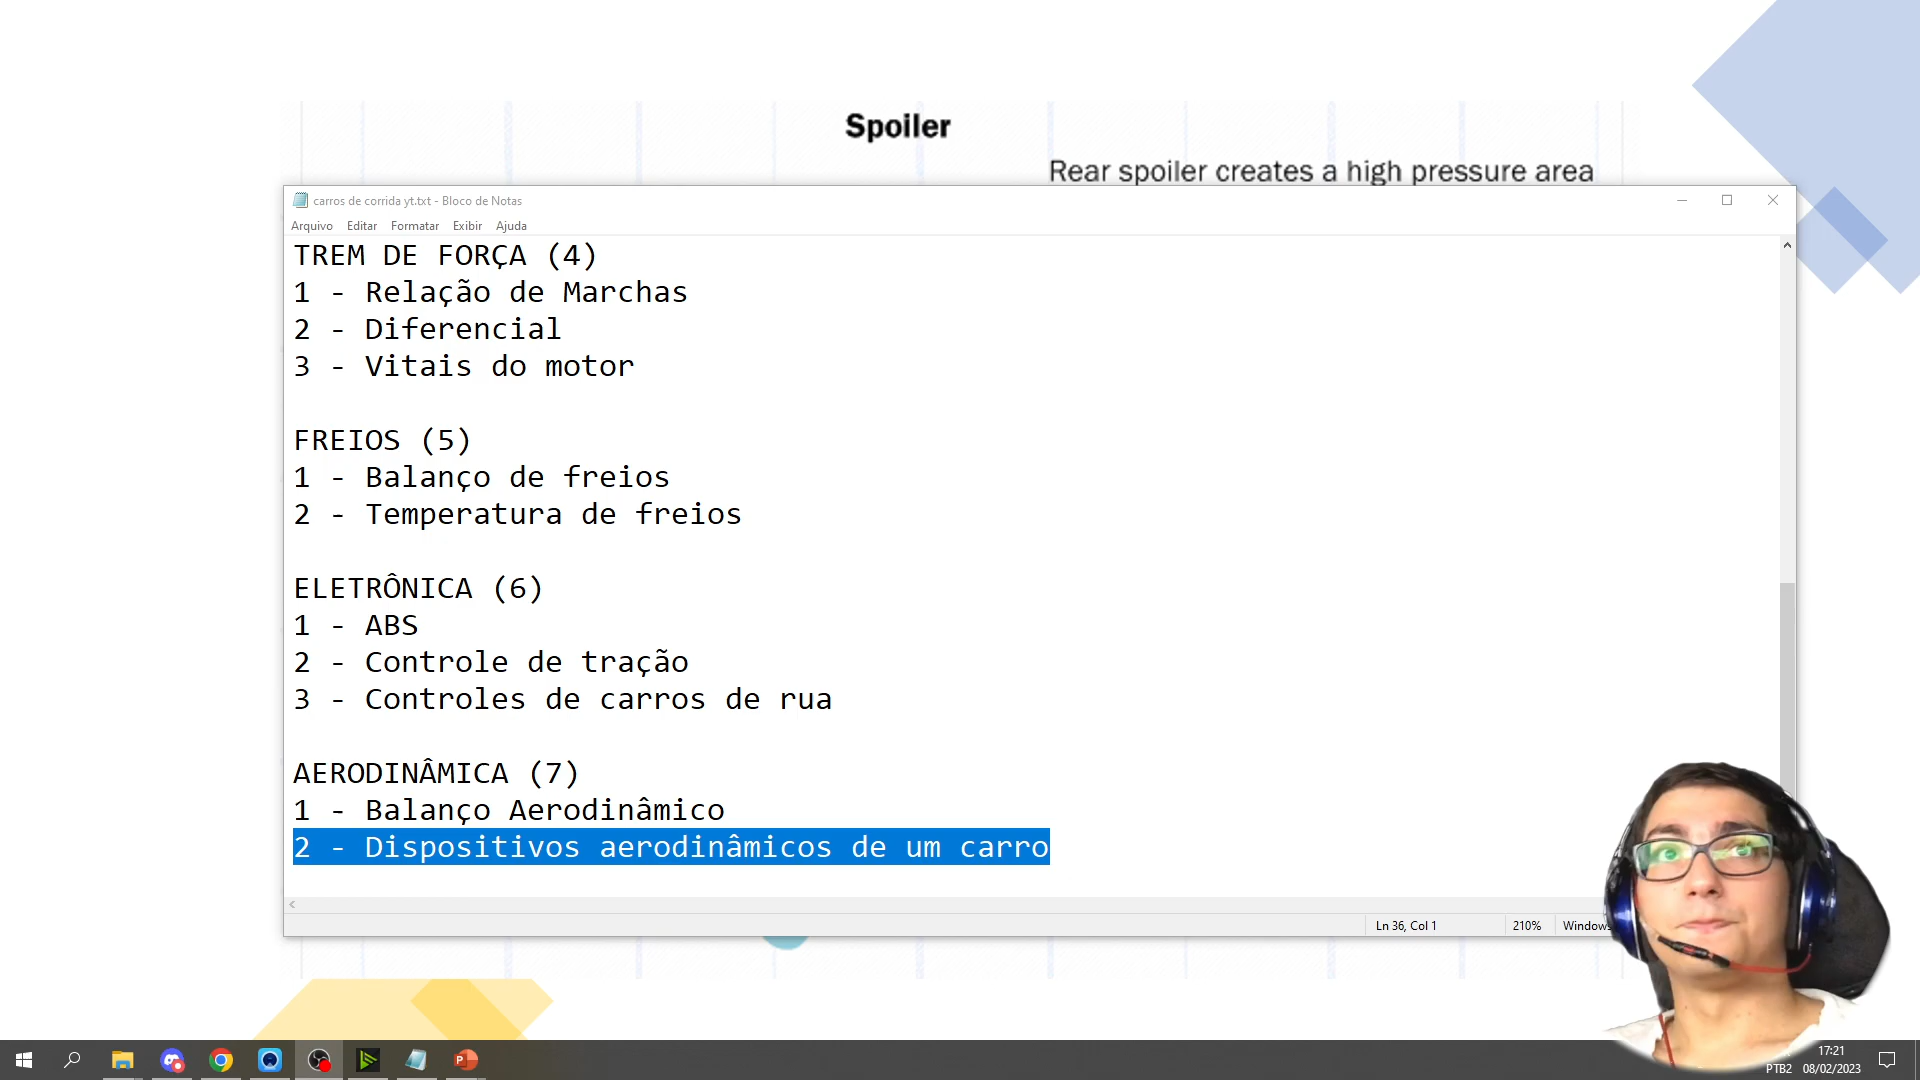 Spoiler
Rear spoiler creates a high pressure area
carros de corrida yt.txt - Bloco de Notas
Arquivo Editar Formatar Exibir Ajuda
TREM DE FORÇA (4)
1 - Relação de Marchas
2 - Diferencial
3 - Vitais do motor
FREIOS (5)
1 - Balanço de freios
2 - Temperatura de freios
ELETRÔNICA (6)
1 - ABS
2 - Controle de tração
3 - Controles de carros de rua
AERODINÂMICA (7)
1 - Balanço Aerodinâmico
2 - Dispositivos aerodinâmicos de um carro
Ln 36, Col 1 210% Windows
17:21
PTB2 08/02/2023